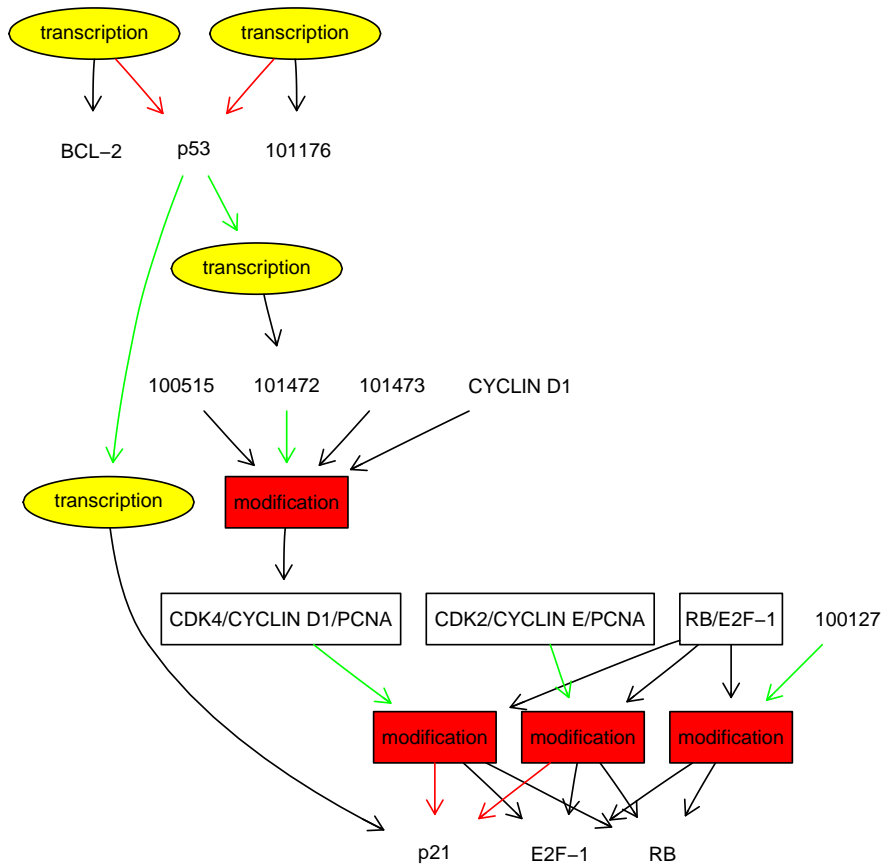 transcription
transcription
BCL−2
p53
101176
transcription
100515
101472
101473
CYCLIN D1
transcription
modification
CDK4/CYCLIN D1/PCNA
CDK2/CYCLIN E/PCNA
RB/E2F−1
100127
modification
modification
modification
p21
E2F−1
RB